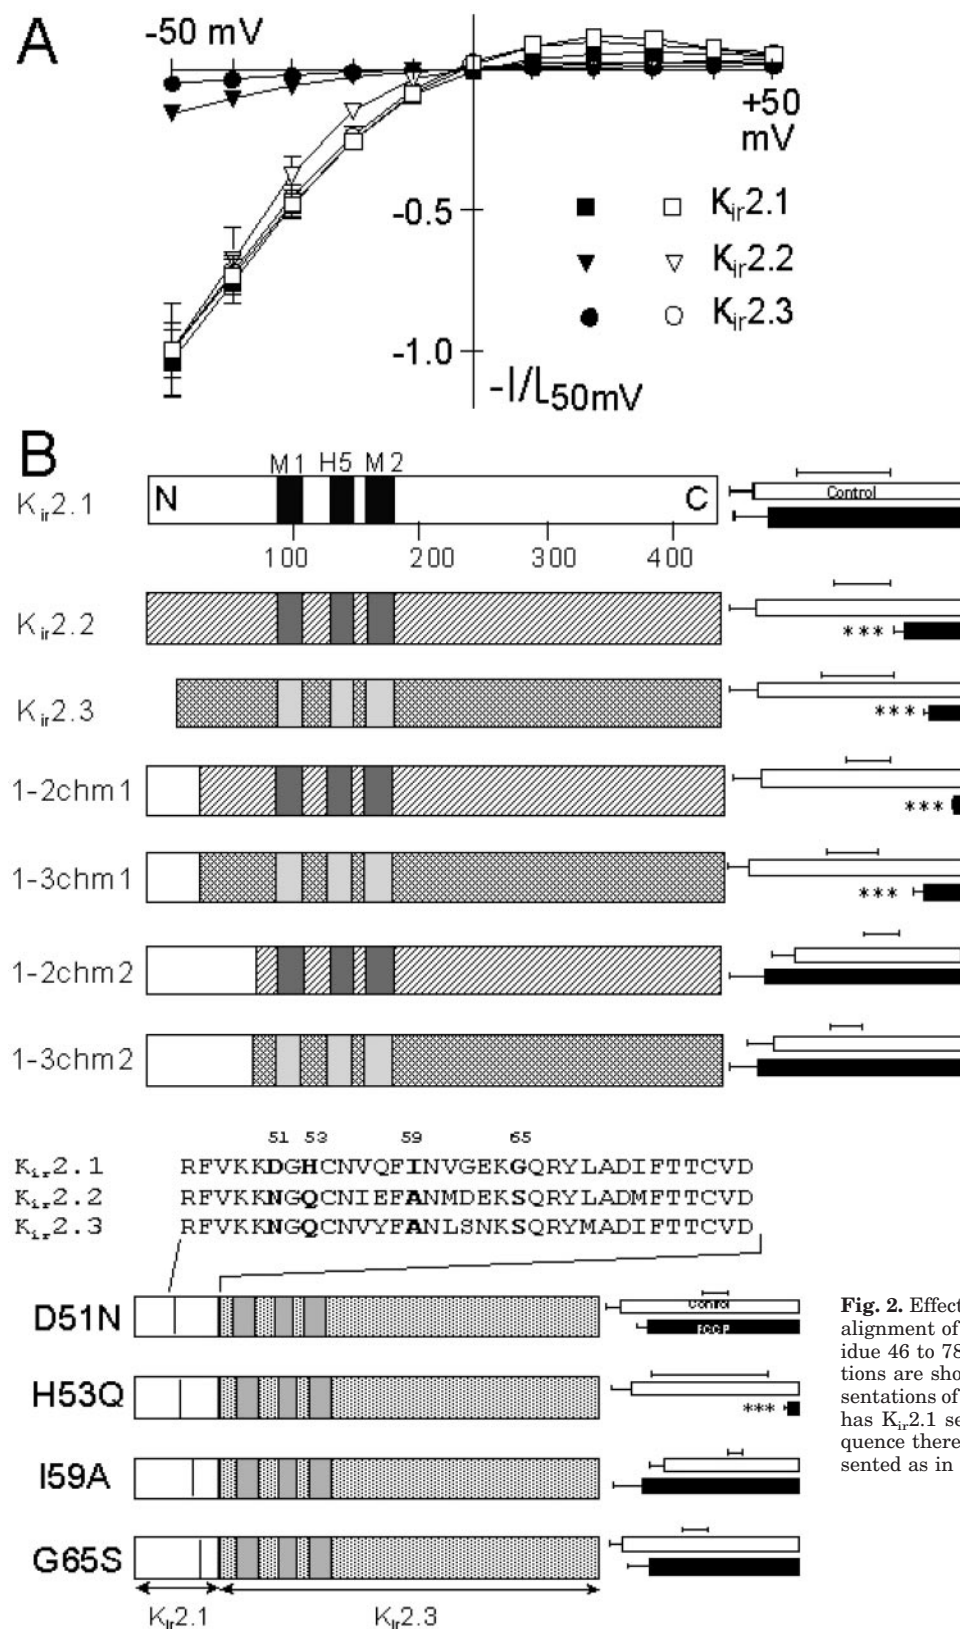 A
-50 mV
+50
mV
-0.5
-1.0
Kir2.1
Kir2.2
Kir2.3
-I/L50mV
B
M1 H5 M2
Kir2.1
N
C
Control
100 200 300 400
Kir2.2
***
Kir2.3
***
1-2chm1
***
1-3chm1
***
1-2chm2
1-3chm2
51 53 59 65
Kir2.1 RFVKKDGHCNVQFINVGEKGQRYLADIFTTCVD
Kir2.2 RFVKKNGQCNIEFANMDEKSQRYLADMFTTCVD
Kir2.3 RFVKKNGQCNVYFANLSNKSQRYMADIFTTCVD
D51N
Control
FCCP
H53Q
***
I59A
G65S
Kir2.1
Kir2.3
Fig. 2. Effect
alignment of
idue 46 to 78
tions are sho
sentations of
has Kir2.1 se
quence there
sented as in